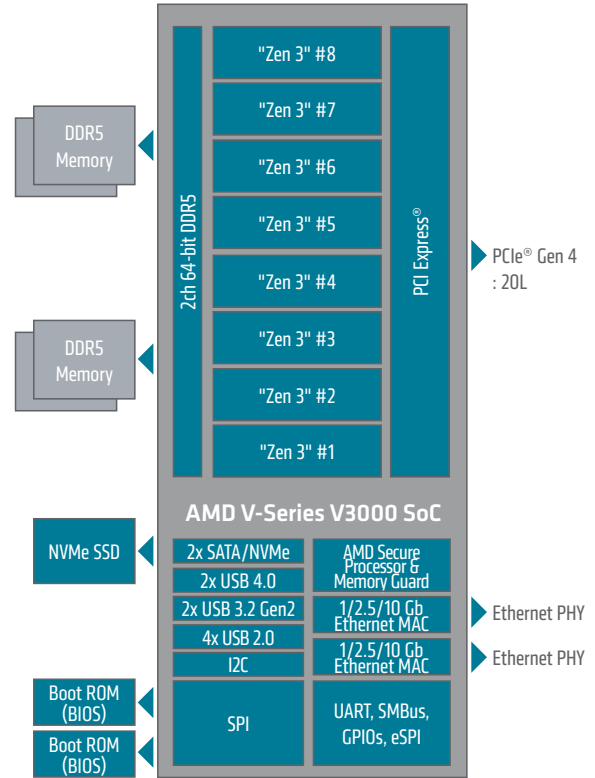 "Zen 3" #8
"Zen 3" #7
"Zen 3" #6
"Zen 3" #5
"Zen 3" #4
"Zen 3" #3
"Zen 3" #2
"Zen 3" #1
2ch 64-bit DDR5
PCI Express®
DDR5
Memory
DDR5
Memory
PCIe® Gen 4
: 20L
AMD V-Series V3000 SoC
NVMe SSD
2x SATA/NVMe
2x USB 4.0
2x USB 3.2 Gen2
4x USB 2.0
I2C
SPI
AMD Secure
Processor &
Memory Guard
1/2.5/10 Gb
Ethernet MAC
1/2.5/10 Gb
Ethernet MAC
UART, SMBus,
GPIOs, eSPI
Ethernet PHY
Ethernet PHY
Boot ROM
(BIOS)
Boot ROM
(BIOS)